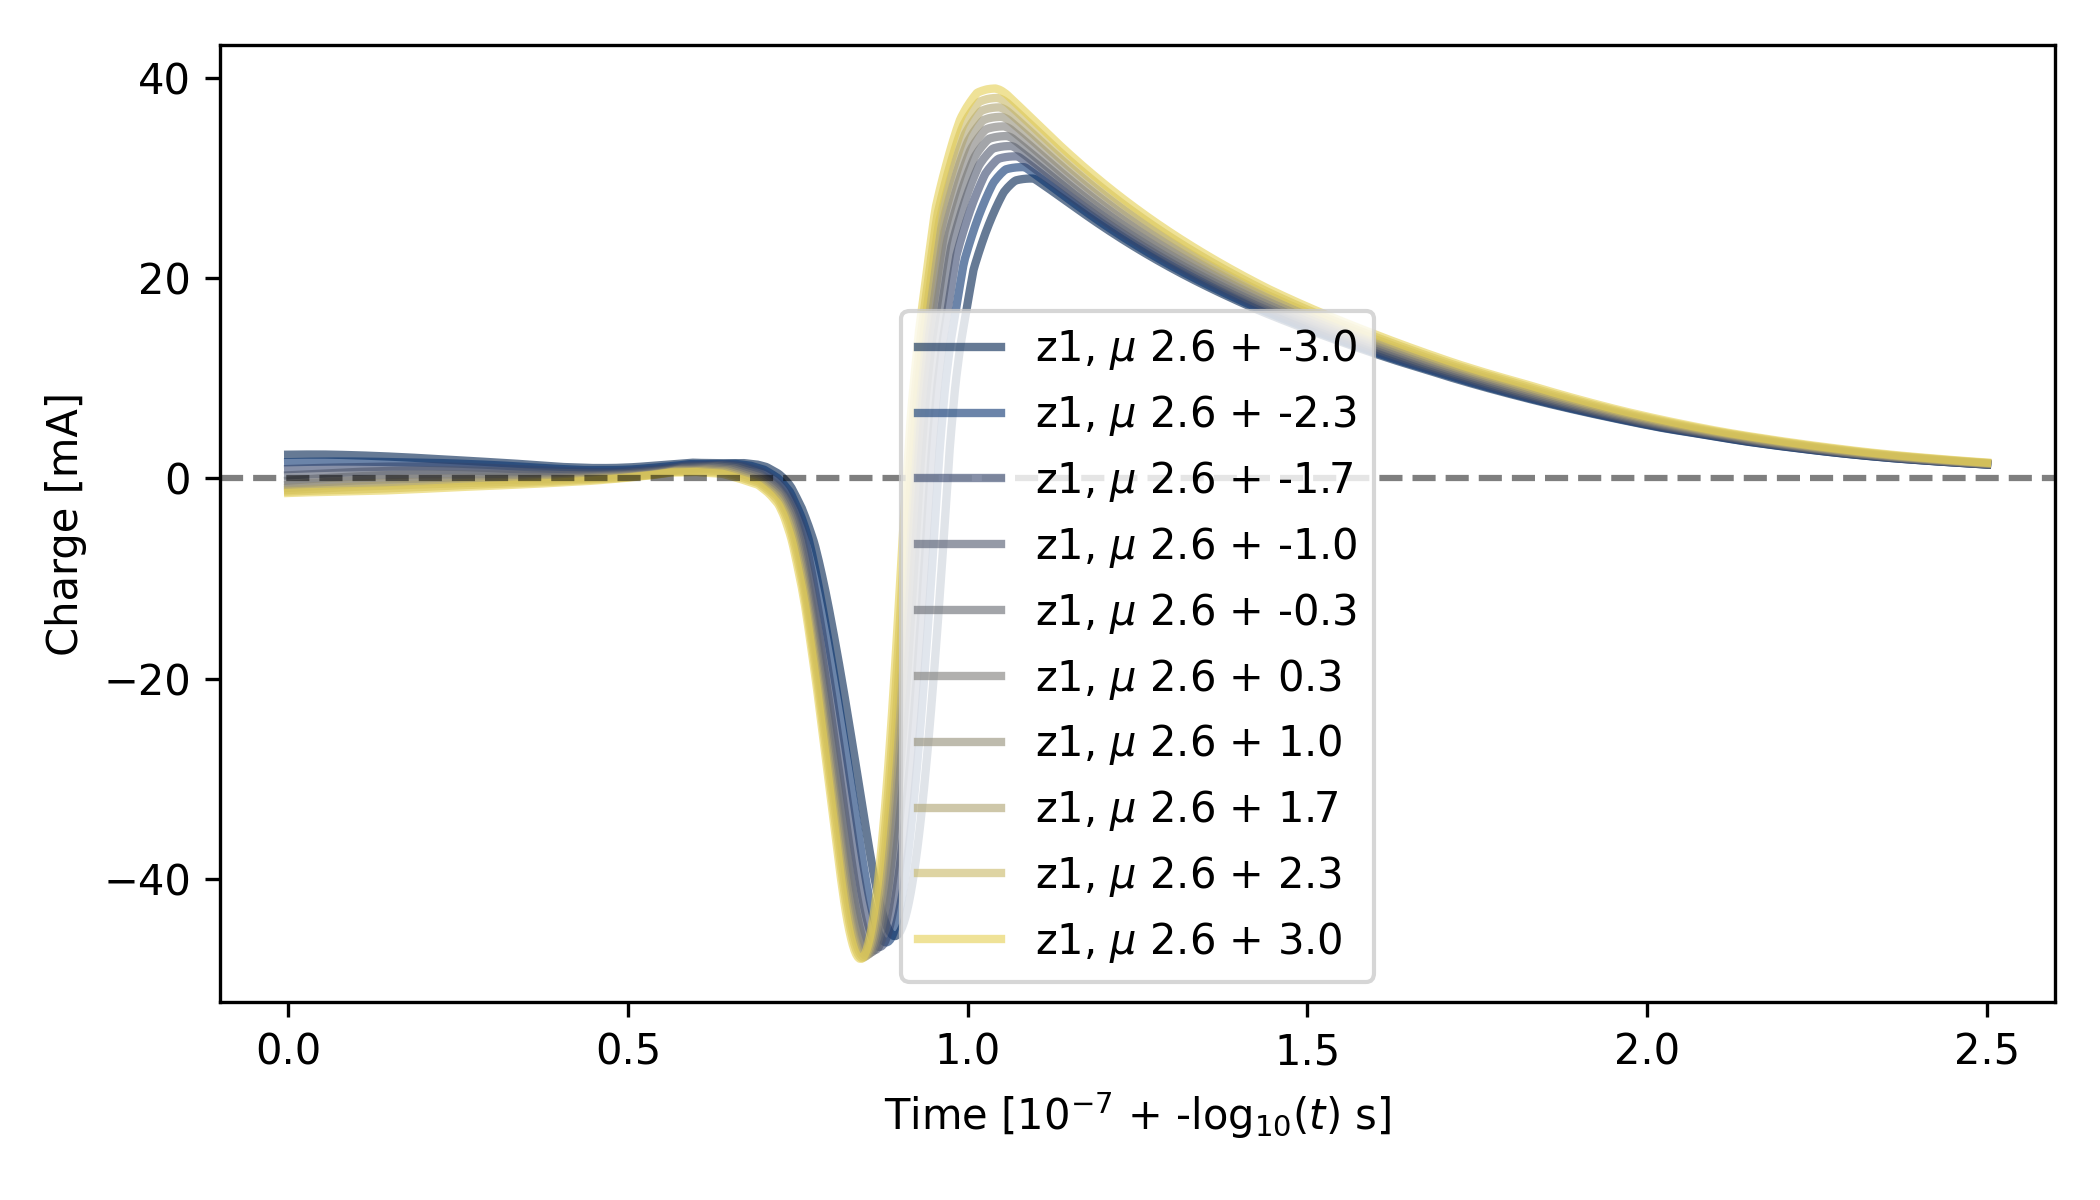 40
20
0
−20
−40
Charge [mA]
z1, μ 2.6 + -3.0
z1, μ 2.6 + -2.3
z1, μ 2.6 + -1.7
z1, μ 2.6 + -1.0
z1, μ 2.6 + -0.3
z1, μ 2.6 + 0.3
z1, μ 2.6 + 1.0
z1, μ 2.6 + 1.7
z1, μ 2.6 + 2.3
z1, μ 2.6 + 3.0
0.0 0.5 1.0 1.5 2.0 2.5
Time [10⁻⁷ + -log₁₀(t) s]